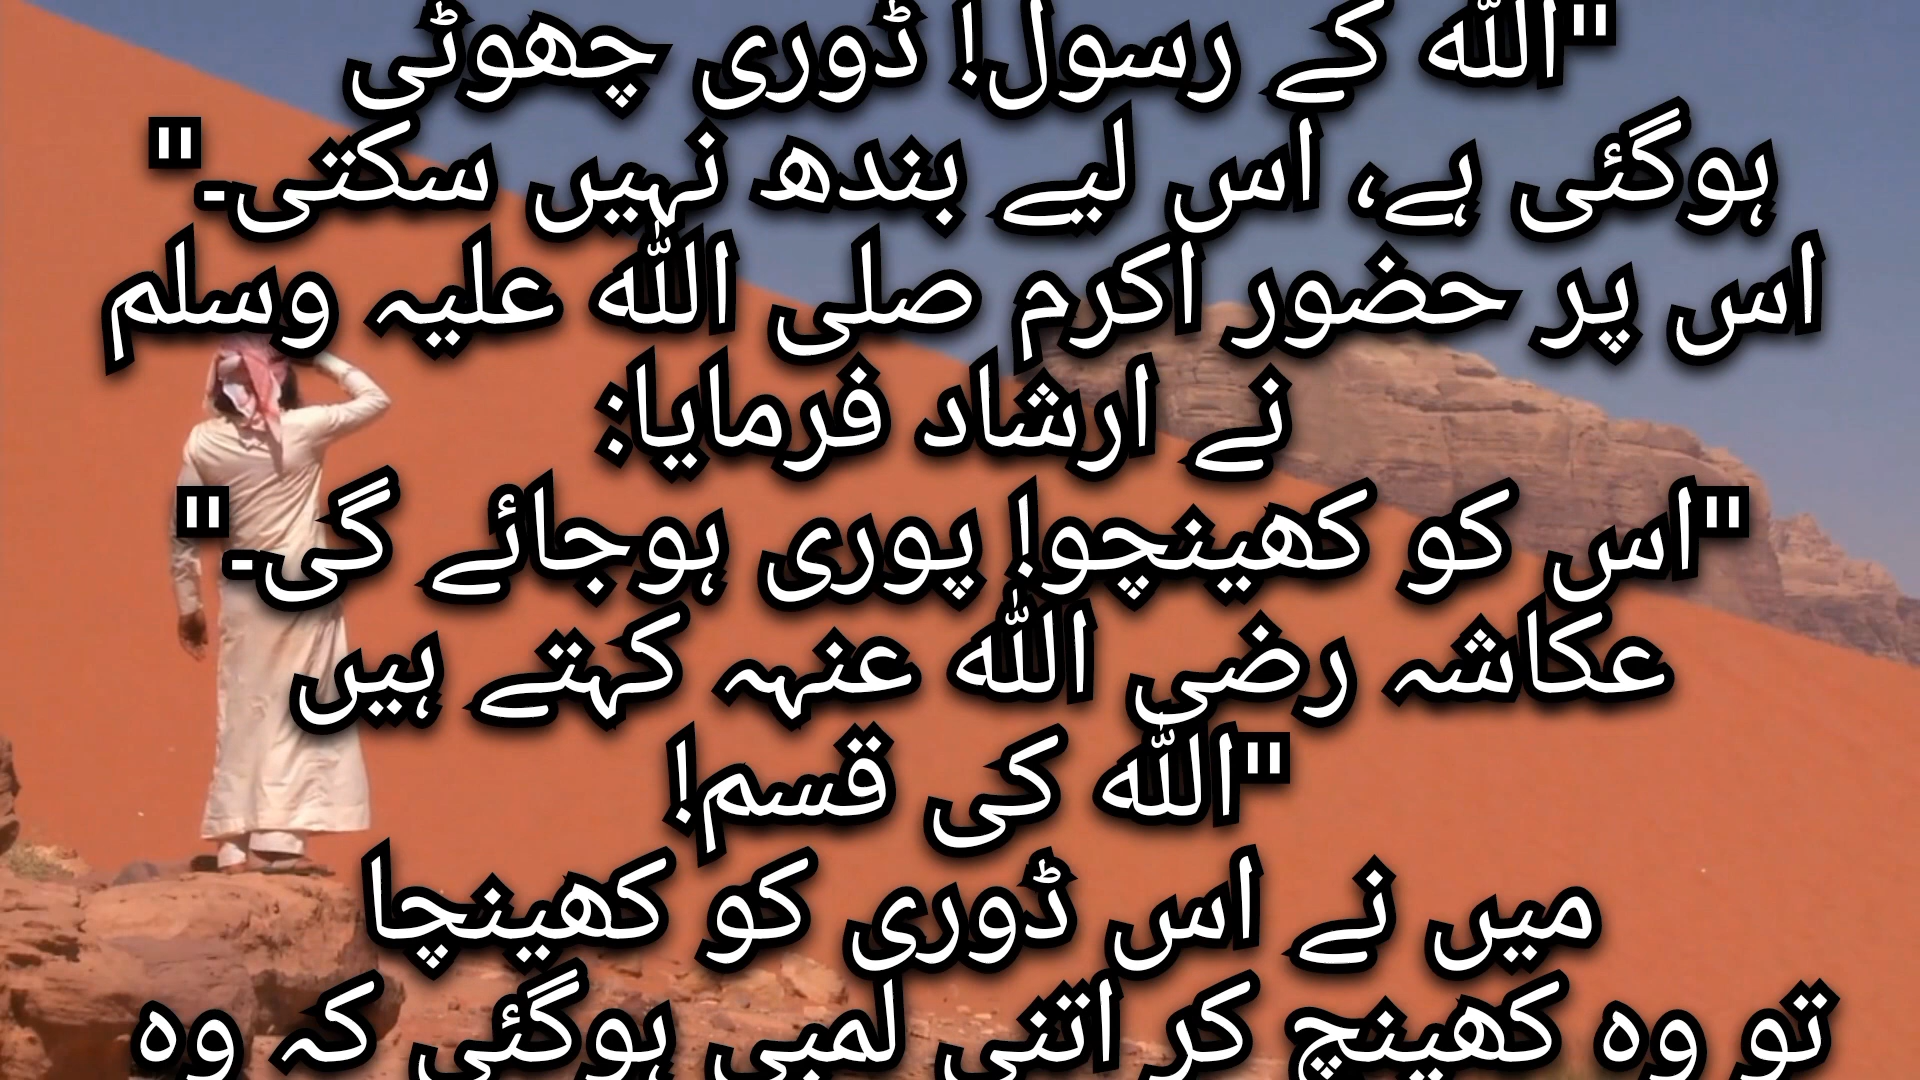 "اللہ کے رسول! ڈوری چھوٹی
ہوگئی ہے، اس لیے بندھ نہیں سکتی۔"
اس پر حضور اکرم صلی اللہ علیہ وسلم
نے ارشاد فرمایا:
"اس کو کھینچو! پوری ہوجائے گی۔"
عکاشہ رضی اللہ عنہہ کہتے ہیں
"اللہ کی قسم!
میں نے اس ڈوری کو کھینچا
تو وہ کھینچ کر اتنی لمبی ہوگئی کہ وہ